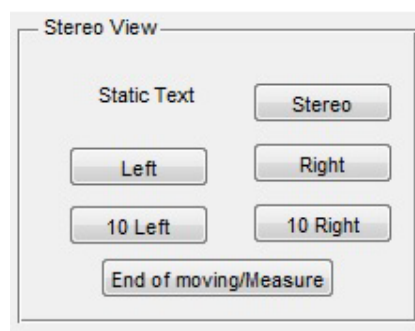 Stereo View
Static Text Stereo
Left Right
10 Left 10 Right
End of moving/Measure